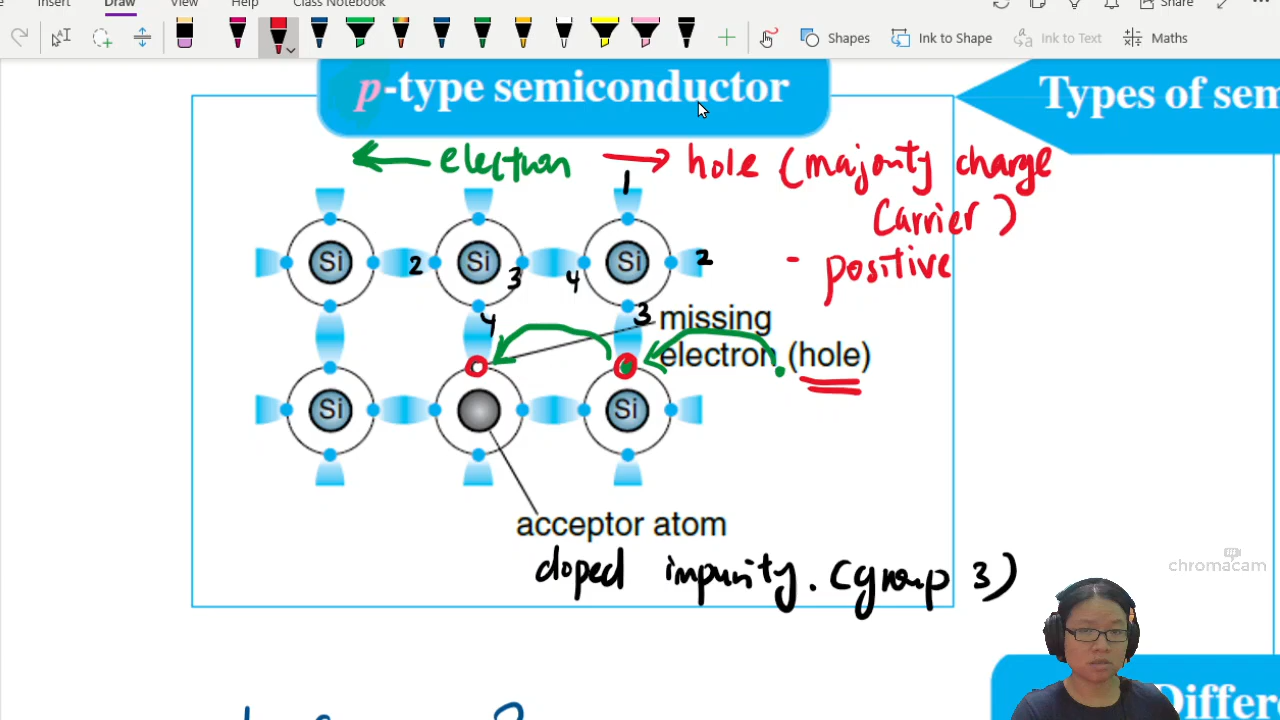 Insert Draw View Help Class Notebook Share
Shapes Ink to Shape Ink to Text Maths
p-type semiconductor
Types of sem
electron hole (majority charge
carrier)
- positive
1
Si Si Si
2 3 4 2
4 3
missing
electron (hole)
Si Si
acceptor atom
doped impurity. (group 3)
chromacam
Differe